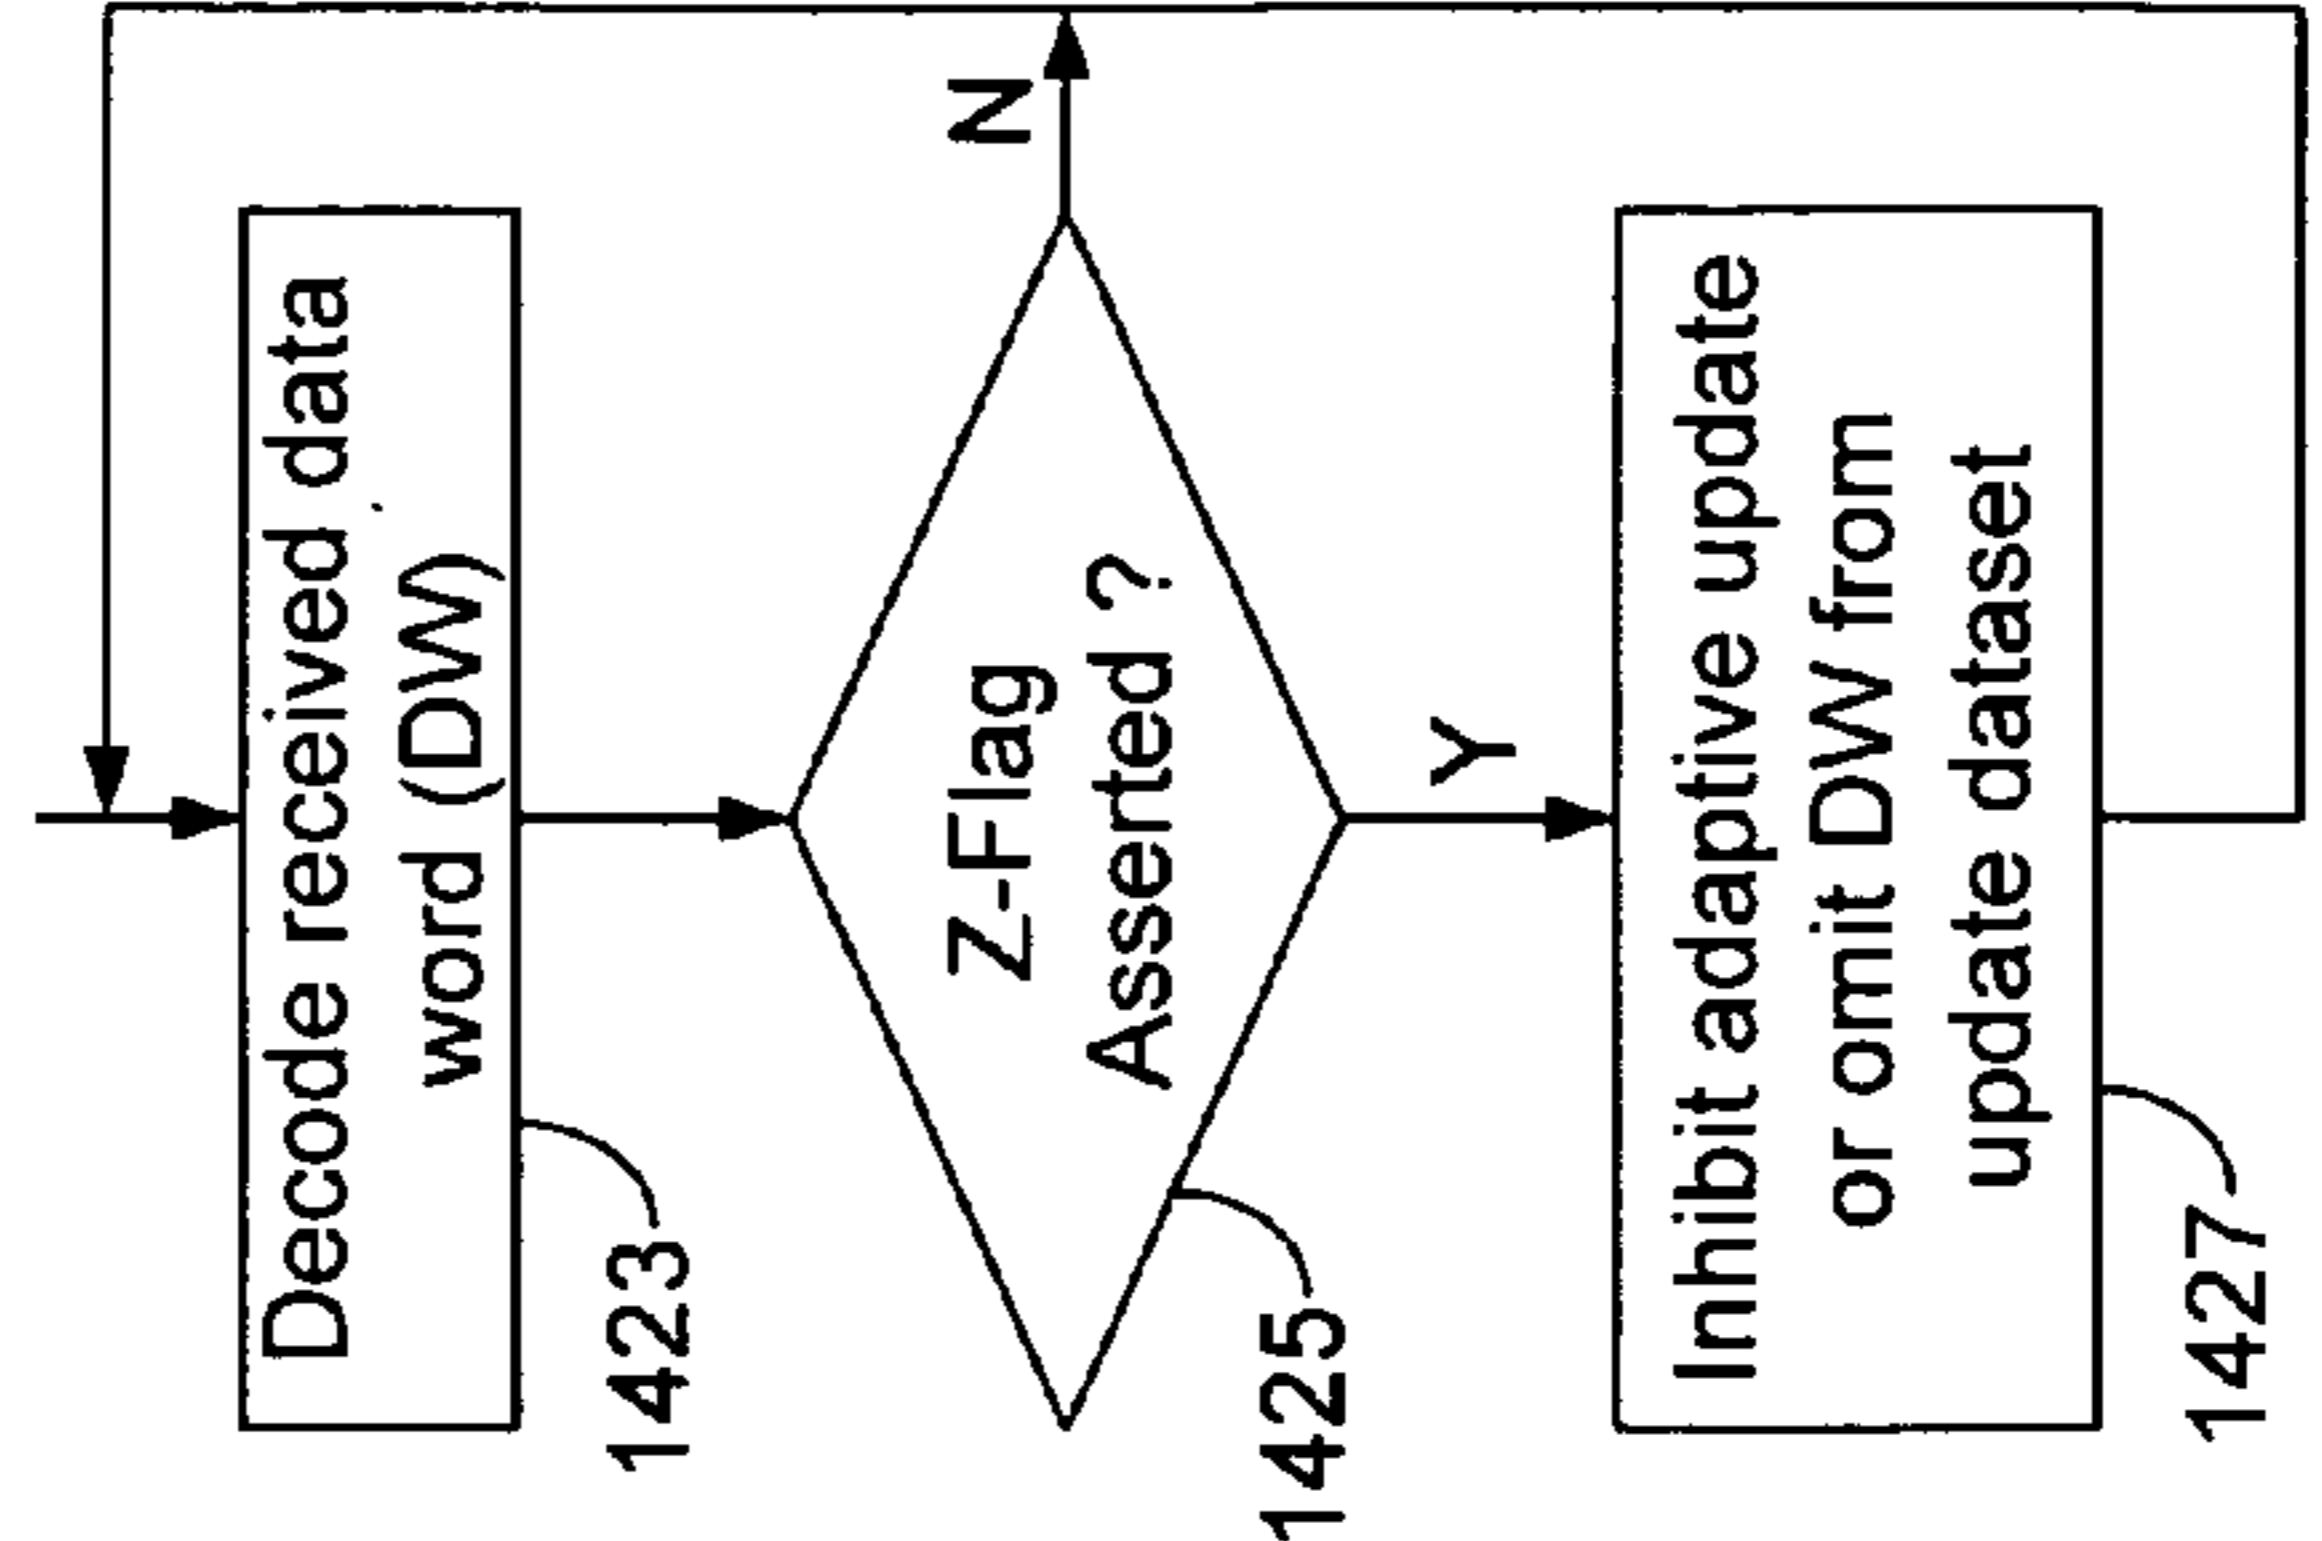 Decode received data
word (DW)
1423
Z-Flag
Asserted ?
N
1425
Y
Inhibit adaptive update
or omit DW from
update dataset
1427